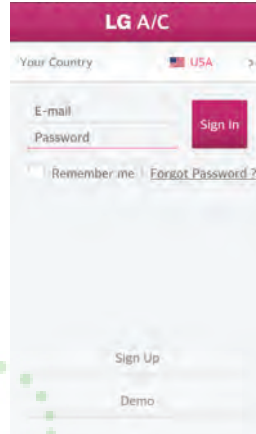 LG A/C
Your Country USA >
E-mail
Sign In
Password
Remember me | Forgot Password ?
Sign Up
Demo